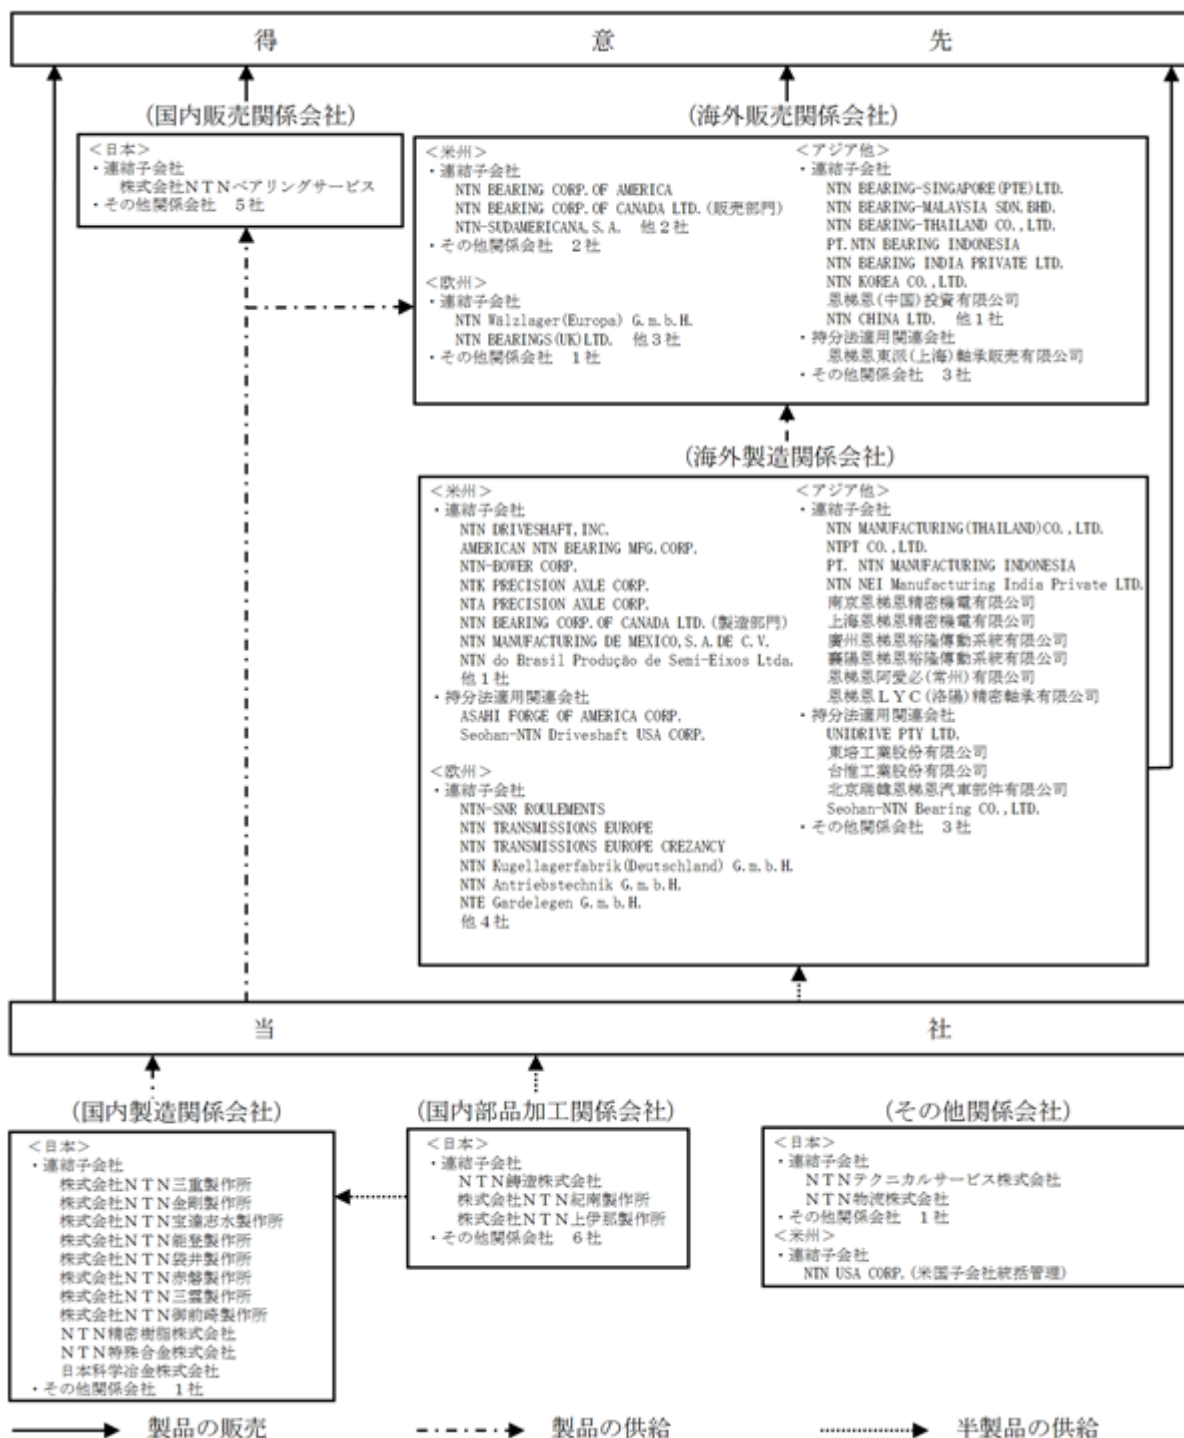 得意先
(国内販売関係会社)
<日本>
・連結子会社
株式会社NTNベアリングサービス
・その他関係会社 5社
(海外販売関係会社)
<米州>
・連結子会社
NTN BEARING CORP.OF AMERICA
NTN BEARING CORP.OF CANADA LTD.(販売部門)
NTN-SUDAMERICANA,S.A. 他2社
・その他関係会社 2社
<欧州>
・連結子会社
NTN Wälzlager(Europa) G.m.b.H.
NTN BEARINGS(UK)LTD. 他3社
・その他関係会社 1社
<アジア他>
・連結子会社
NTN BEARING-SINGAPORE(PTE)LTD.
NTN BEARING-MALAYSIA SDN.BHD.
NTN BEARING-THAILAND CO.,LTD.
PT.NTN BEARING INDONESIA
NTN BEARING INDIA PRIVATE LTD.
NTN KOREA CO.,LTD.
恩梯恩(中国)投資有限公司
NTN CHINA LTD. 他1社
・持分法適用関連会社
恩梯恩東派(上海)軸承販売有限公司
・その他関係会社 3社
(海外製造関係会社)
<米州>
・連結子会社
NTN DRIVESHAFT,INC.
AMERICAN NTN BEARING MFG.CORP.
NTN-BOWER CORP.
NTK PRECISION AXLE CORP.
NTA PRECISION AXLE CORP.
NTN BEARING CORP.OF CANADA LTD.(製造部門)
NTN MANUFACTURING DE MEXICO,S.A.DE C.V.
NTN do Brasil Produção de Semi-Eixos Ltda.
他1社
・持分法適用関連会社
ASAHI FORGE OF AMERICA CORP.
Seohan-NTN Driveshaft USA CORP.
<欧州>
・連結子会社
NTN-SNR ROULEMENTS
NTN TRANSMISSIONS EUROPE
NTN TRANSMISSIONS EUROPE CREZANCY
NTN Kugellagerfabrik(Deutschland) G.m.b.H.
NTN Antriebstechnik G.m.b.H.
NTE Gardelegen G.m.b.H.
他4社
<アジア他>
・連結子会社
NTN MANUFACTURING(THAILAND)CO.,LTD.
NTPT CO.,LTD.
PT. NTN MANUFACTURING INDONESIA
NTN NEI Manufacturing India Private LTD.
南京恩梯恩精密機電有限公司
上海恩梯恩精密機電有限公司
廣州恩梯恩裕隆傳動系統有限公司
襄陽恩梯恩裕隆傳動系統有限公司
恩梯恩阿愛必(常州)有限公司
恩梯恩LYC(洛陽)精密軸承有限公司
・持分法適用関連会社
UNIDRIVE PTY LTD.
東培工業股份有限公司
台惟工業股份有限公司
北京瑞韓恩梯恩汽車部件有限公司
Seohan-NTN Bearing CO.,LTD.
・その他関係会社 3社
当社
(国内製造関係会社)
<日本>
・連結子会社
株式会社NTN三重製作所
株式会社NTN金剛製作所
株式会社NTN宝達志水製作所
株式会社NTN能登製作所
株式会社NTN袋井製作所
株式会社NTN赤磐製作所
株式会社NTN三雲製作所
株式会社NTN御前崎製作所
NTN精密樹脂株式会社
NTN特殊合金株式会社
日本科学冶金株式会社
・その他関係会社 1社
(国内部品加工関係会社)
<日本>
・連結子会社
NTN鋳造株式会社
株式会社NTN紀南製作所
株式会社NTN上伊那製作所
・その他関係会社 6社
(その他関係会社)
<日本>
・連結子会社
NTNテクニカルサービス株式会社
NTN物流株式会社
・その他関係会社 1社
<米州>
・連結子会社
NTN USA CORP.(米国子会社統括管理)
製品の販売
製品の供給
半製品の供給